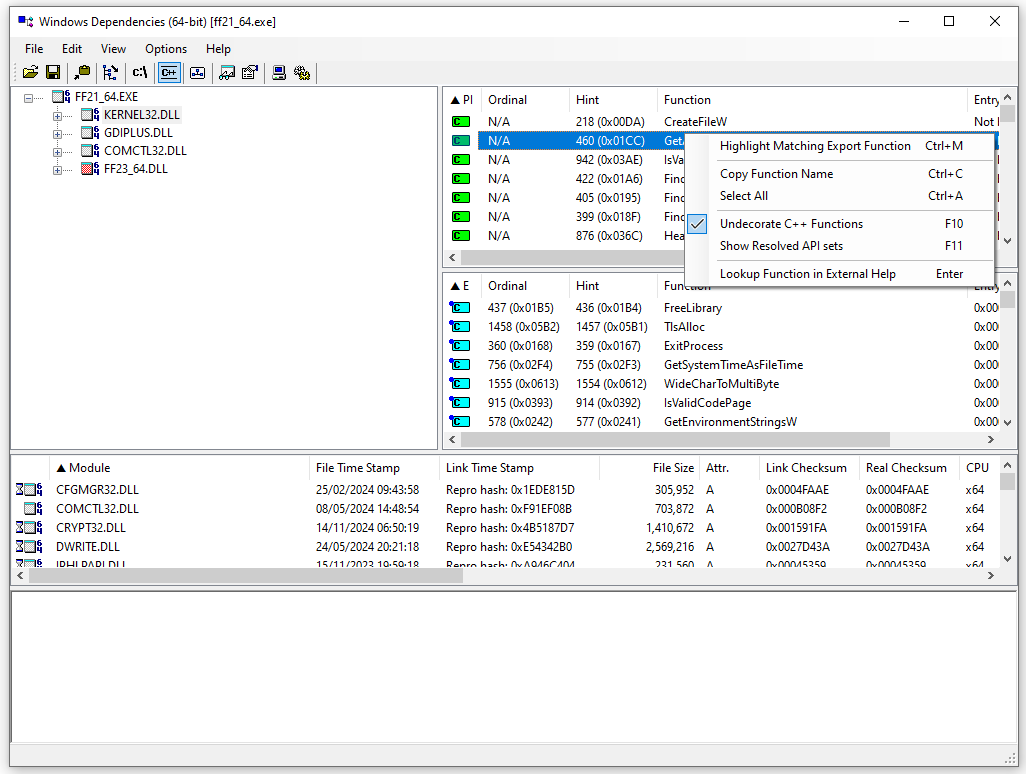 Windows Dependencies (64-bit) [ff21_64.exe]
File Edit View Options Help
C:\ C++
FF21_64.EXE
KERNEL32.DLL
GDIPLUS.DLL
COMCTL32.DLL
FF23_64.DLL
PI Ordinal Hint Function Entry
C N/A 218 (0x00DA) CreateFileW Not
C N/A 460 (0x01CC)
C N/A 942 (0x03AE) IsVa
C N/A 422 (0x01A6) Find
C N/A 405 (0x0195) Find
C N/A 399 (0x018F) Find
C N/A 876 (0x036C) Hea
Highlight Matching Export Function Ctrl+M
Copy Function Name Ctrl+C
Select All Ctrl+A
Undecorate C++ Functions F10
Show Resolved API sets F11
Lookup Function in External Help Enter
E Ordinal Hint Function Entry
C 437 (0x01B5) 436 (0x01B4) FreeLibrary 0x00
C 1458 (0x05B2) 1457 (0x05B1) TlsAlloc 0x00
C 360 (0x0168) 359 (0x0167) ExitProcess 0x00
C 756 (0x02F4) 755 (0x02F3) GetSystemTimeAsFileTime 0x00
C 1555 (0x0613) 1554 (0x0612) WideCharToMultiByte 0x00
C 915 (0x0393) 914 (0x0392) IsValidCodePage 0x00
C 578 (0x0242) 577 (0x0241) GetEnvironmentStringsW 0x00
Module File Time Stamp Link Time Stamp File Size Attr. Link Checksum Real Checksum CPU
CFGMGR32.DLL 25/02/2024 09:43:58 Repro hash: 0x1EDE815D 305,952 A 0x0004FAAE 0x0004FAAE x64
COMCTL32.DLL 08/05/2024 14:48:54 Repro hash: 0xF91EF08B 703,872 A 0x000B08F2 0x000B08F2 x64
CRYPT32.DLL 14/11/2024 06:50:19 Repro hash: 0x4B5187D7 1,410,672 A 0x001591FA 0x001591FA x64
DWRITE.DLL 24/05/2024 20:21:18 Repro hash: 0xE54342B0 2,569,216 A 0x0027D43A 0x0027D43A x64
IPHLPAPI.DLL 15/11/2023 19:59:18 Repro hash: 0xA946C404 231,560 A 0x00045359 0x00045359 x64